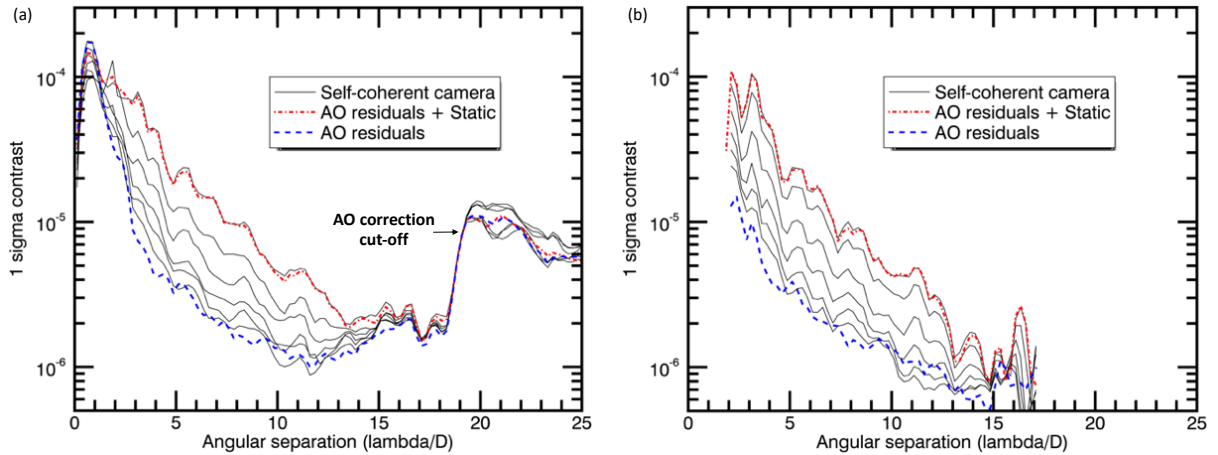 (a)
1 sigma contrast
10-4
10-5
10-6
Self-coherent camera
AO residuals + Static
AO residuals
AO correction
cut-off
0 5 10 15 20 25
Angular separation (lambda/D)
(b)
1 sigma contrast
10-4
10-5
10-6
Self-coherent camera
AO residuals + Static
AO residuals
0 5 10 15 20 25
Angular separation (lambda/D)